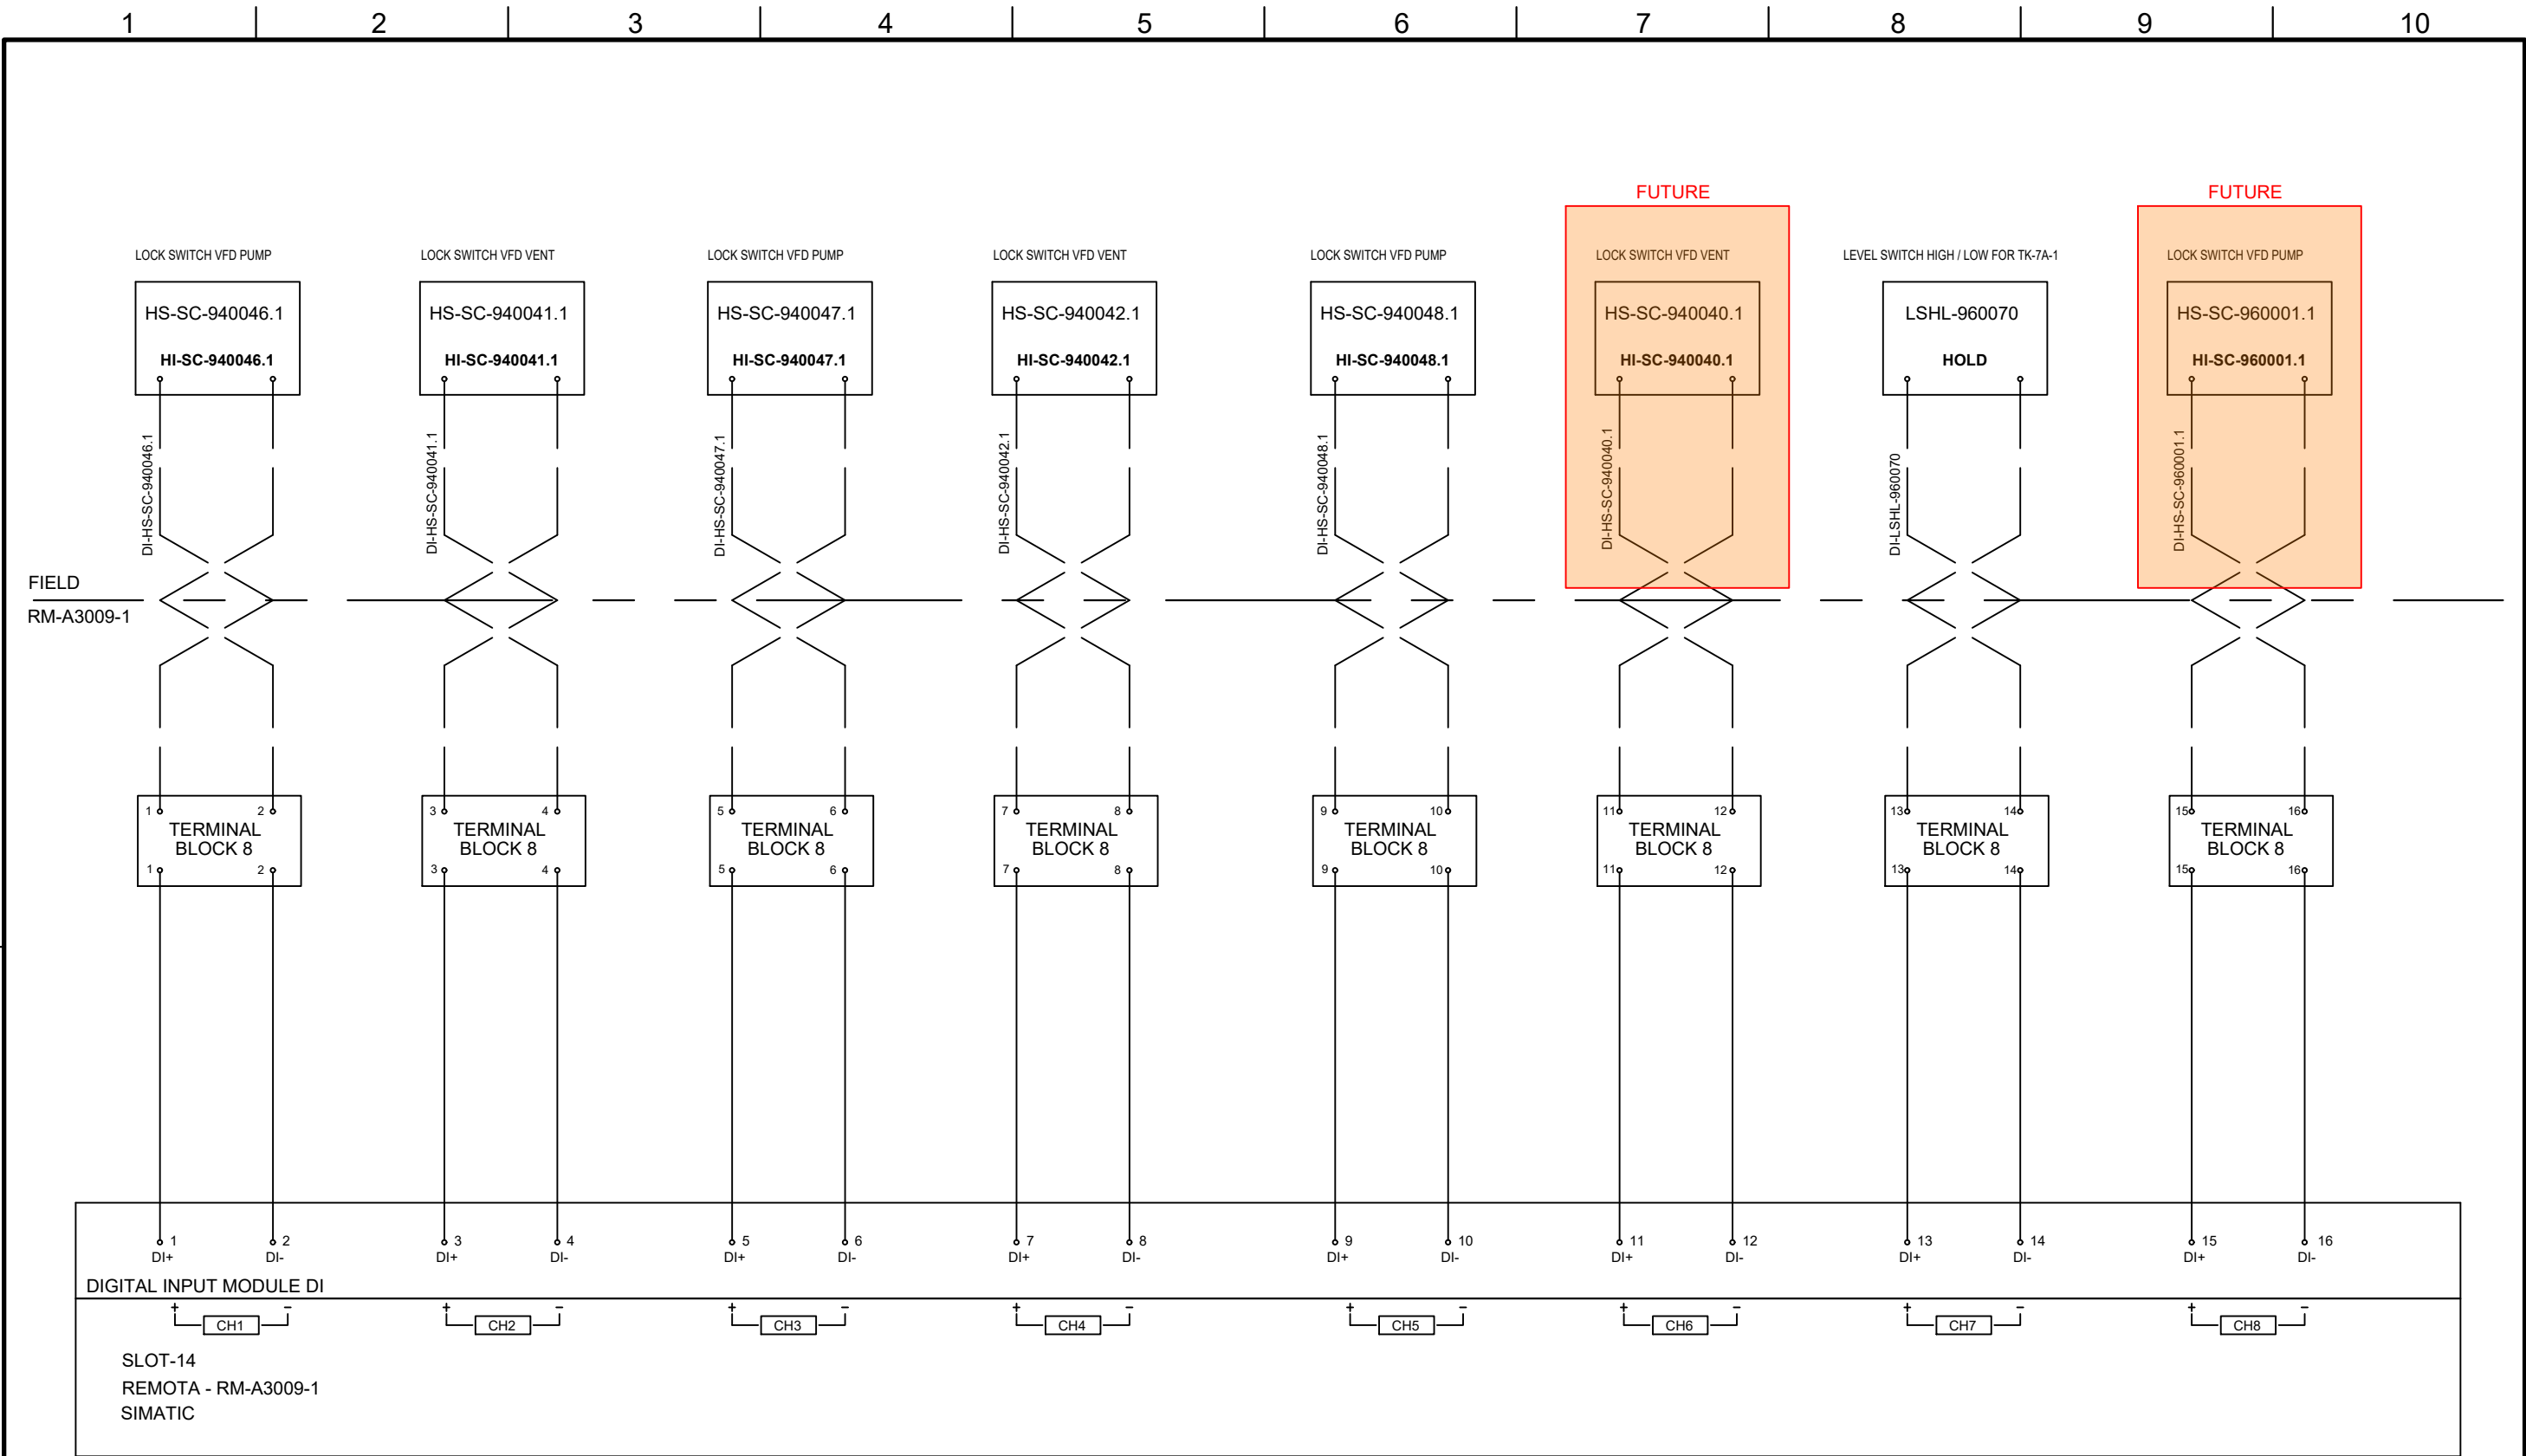 1 2 3 4 5 6 7 8 9 10
FUTURE FUTURE
LOCK SWITCH VFD PUMP LOCK SWITCH VFD VENT LOCK SWITCH VFD PUMP LOCK SWITCH VFD VENT LOCK SWITCH VFD PUMP LOCK SWITCH VFD VENT LEVEL SWITCH HIGH / LOW FOR TK-7A-1 LOCK SWITCH VFD PUMP
HS-SC-940046.1 HS-SC-940041.1 HS-SC-940047.1 HS-SC-940042.1 HS-SC-940048.1 HS-SC-940040.1 LSHL-960070 HS-SC-960001.1
HI-SC-940046.1 HI-SC-940041.1 HI-SC-940047.1 HI-SC-940042.1 HI-SC-940048.1 HI-SC-940040.1 HOLD HI-SC-960001.1
DI-HS-SC-940046.1
DI-HS-SC-940041.1
DI-HS-SC-940047.1
DI-HS-SC-940042.1
DI-HS-SC-940048.1
DI-HS-SC-940040.1
DI-LSHL-960070
DI-HS-SC-960001.1
FIELD
RM-A3009-1
1 2 3 4 5 6 7 8 9 10 11 12 13 14 15 16
TERMINAL TERMINAL TERMINAL TERMINAL TERMINAL TERMINAL TERMINAL TERMINAL
BLOCK 8 BLOCK 8 BLOCK 8 BLOCK 8 BLOCK 8 BLOCK 8 BLOCK 8 BLOCK 8
1 2 3 4 5 6 7 8 9 10 11 12 13 14 15 16
1 2 3 4 5 6 7 8 9 10 11 12 13 14 15 16
DI+ DI- DI+ DI- DI+ DI- DI+ DI- DI+ DI- DI+ DI- DI+ DI- DI+ DI-
DIGITAL INPUT MODULE DI
+ − + − + − + − + − + − + − + −
CH1 CH2 CH3 CH4 CH5 CH6 CH7 CH8
SLOT-14
REMOTA - RM-A3009-1
SIMATIC